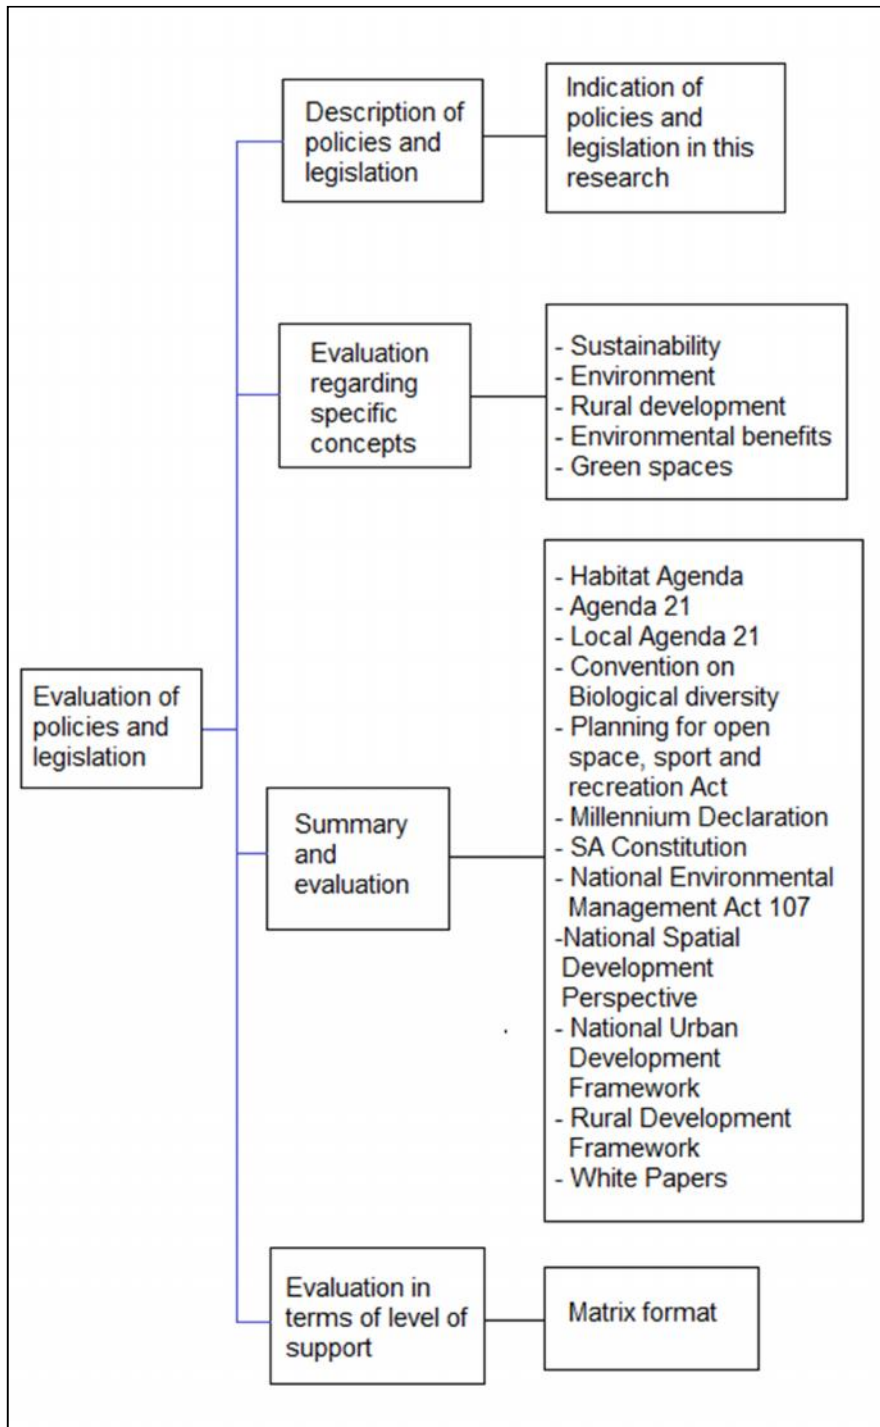 Description of
policies and
legislation
Indication of
policies and
legislation in this
research
Evaluation
regarding
specific
concepts
- Sustainability
- Environment
- Rural development
- Environmental benefits
- Green spaces
Evaluation of
policies and
legislation
Summary
and
evaluation
- Habitat Agenda
- Agenda 21
- Local Agenda 21
- Convention on
Biological diversity
- Planning for open
space, sport and
recreation Act
- Millennium Declaration
- SA Constitution
- National Environmental
Management Act 107
-National Spatial
Development
Perspective
- National Urban
Development
Framework
- Rural Development
Framework
- White Papers
Evaluation in
terms of level of
support
Matrix format